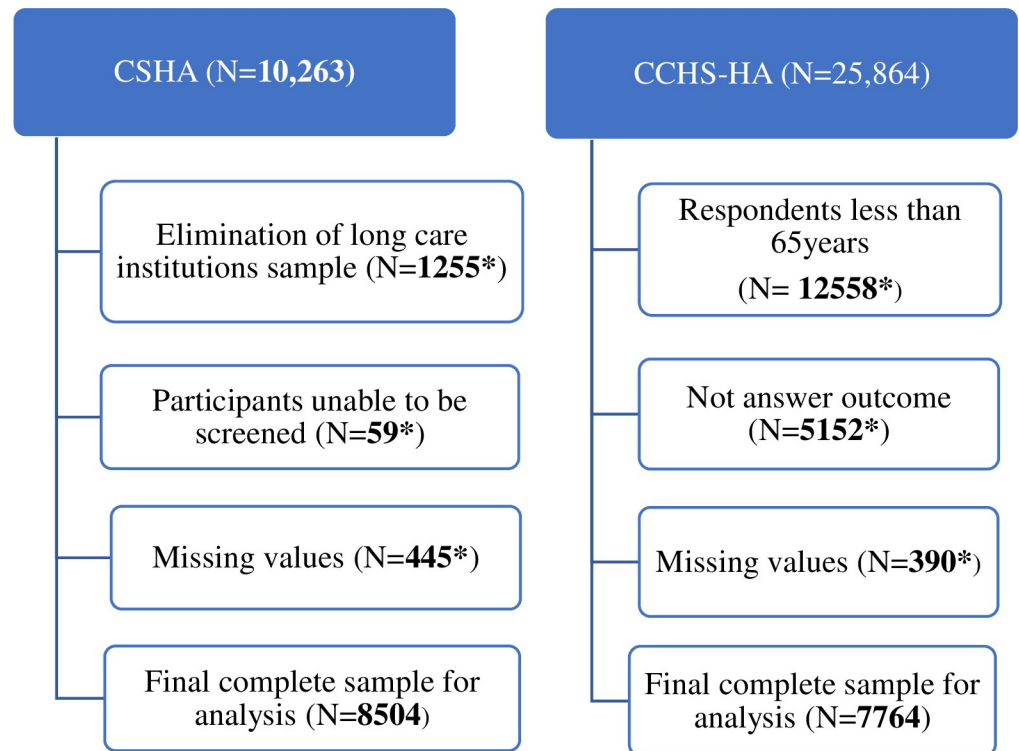 CSHA (N=10,263)
Elimination of long care
institutions sample (N=1255*)
Participants unable to be
screened (N=59*)
Missing values (N=445*)
Final complete sample for
analysis (N=8504)
CCHS-HA (N=25,864)
Respondents less than
65years
(N= 12558*)
Not answer outcome
(N=5152*)
Missing values (N=390*)
Final complete sample for
analysis (N=7764)